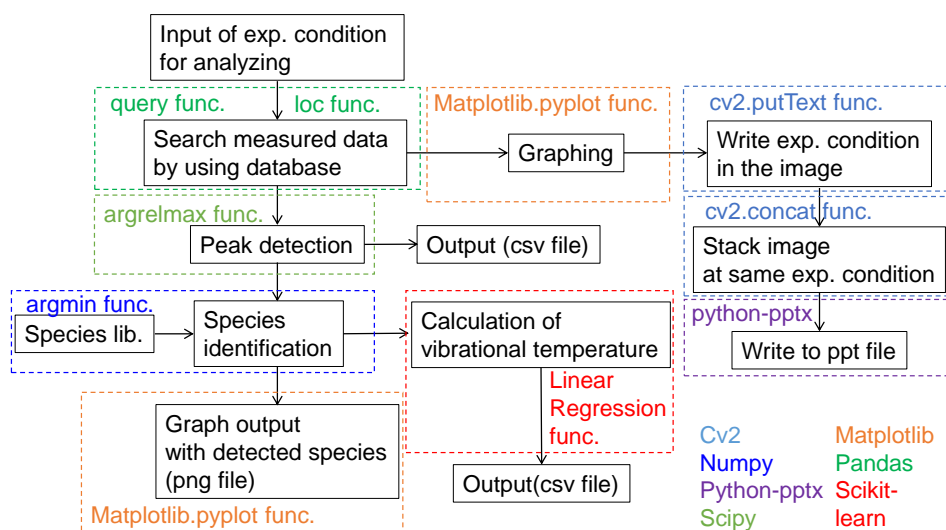 Input of exp. condition
for analyzing
query func.
loc func.
Search measured data
by using database
Matplotlib.pyplot func.
Graphing
cv2.putText func.
Write exp. condition
in the image
argrelmax func.
Peak detection
Output (csv file)
cv2.concat func.
Stack image
at same exp. condition
argmin func.
Species lib.
Species
identification
Calculation of
vibrational temperature
python-pptx
Write to ppt file
Linear
Regression
func.
Graph output
with detected species
(png file)
Output(csv file)
Matplotlib.pyplot func.
Cv2
Numpy
Python-pptx
Scipy
Matplotlib
Pandas
Scikit-
learn